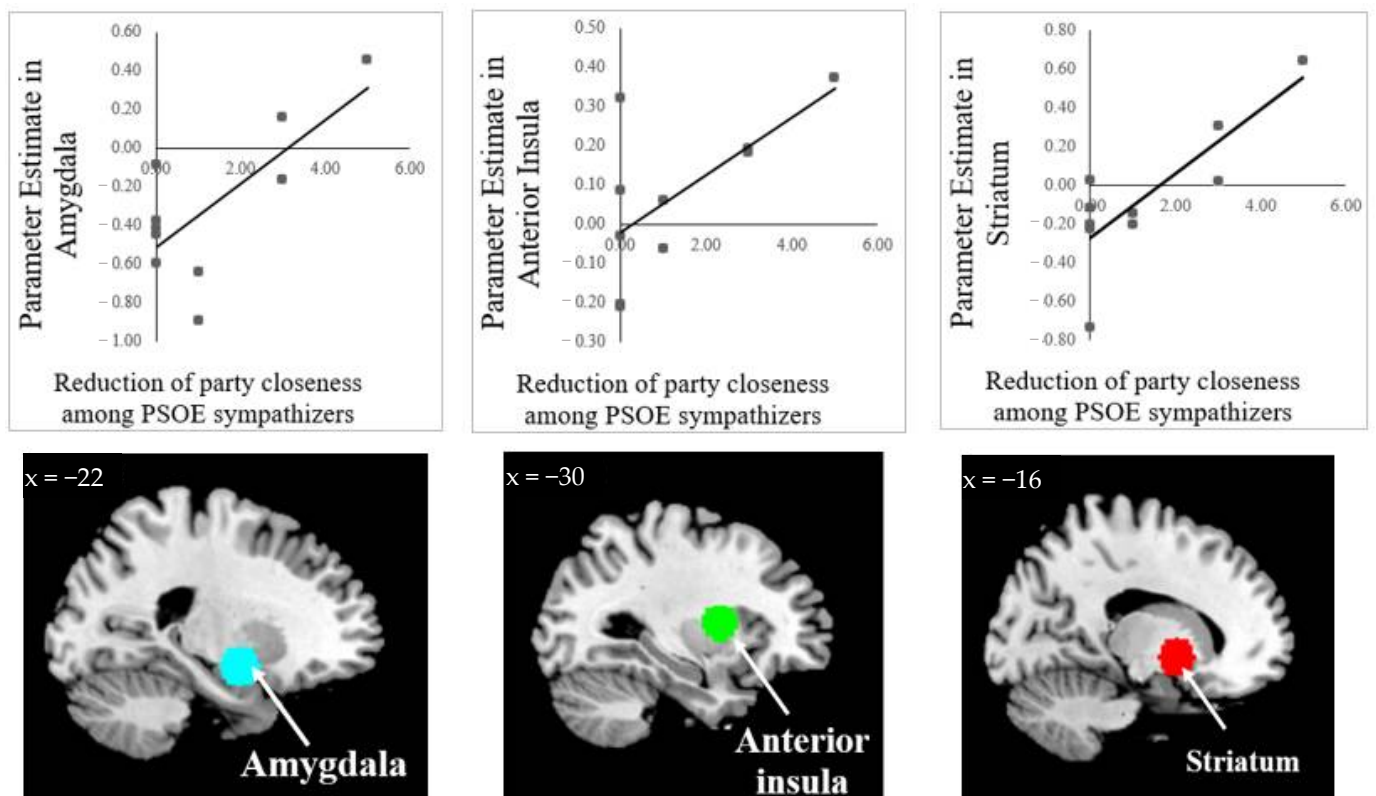 Parameter Estimate in
Amygdala
0.60
0.40
0.20
0.00
− 0.20
− 0.40
− 0.60
− 0.80
− 1.00
0.00
2.00
4.00
6.00
Reduction of party closeness
among PSOE sympathizers
Parameter Estimate in
Anterior Insula
0.50
0.40
0.30
0.20
0.10
0.00
− 0.10
− 0.20
− 0.30
0.00
2.00
4.00
6.00
Reduction of party closeness
among PSOE sympathizers
Parameter Estimate in
Striatum
0.80
0.60
0.40
0.20
0.00
− 0.20
− 0.40
− 0.60
− 0.80
0.00
2.00
4.00
6.00
Reduction of party closeness
among PSOE sympathizers
x = −22
Amygdala
x = −30
Anterior
insula
x = −16
Striatum